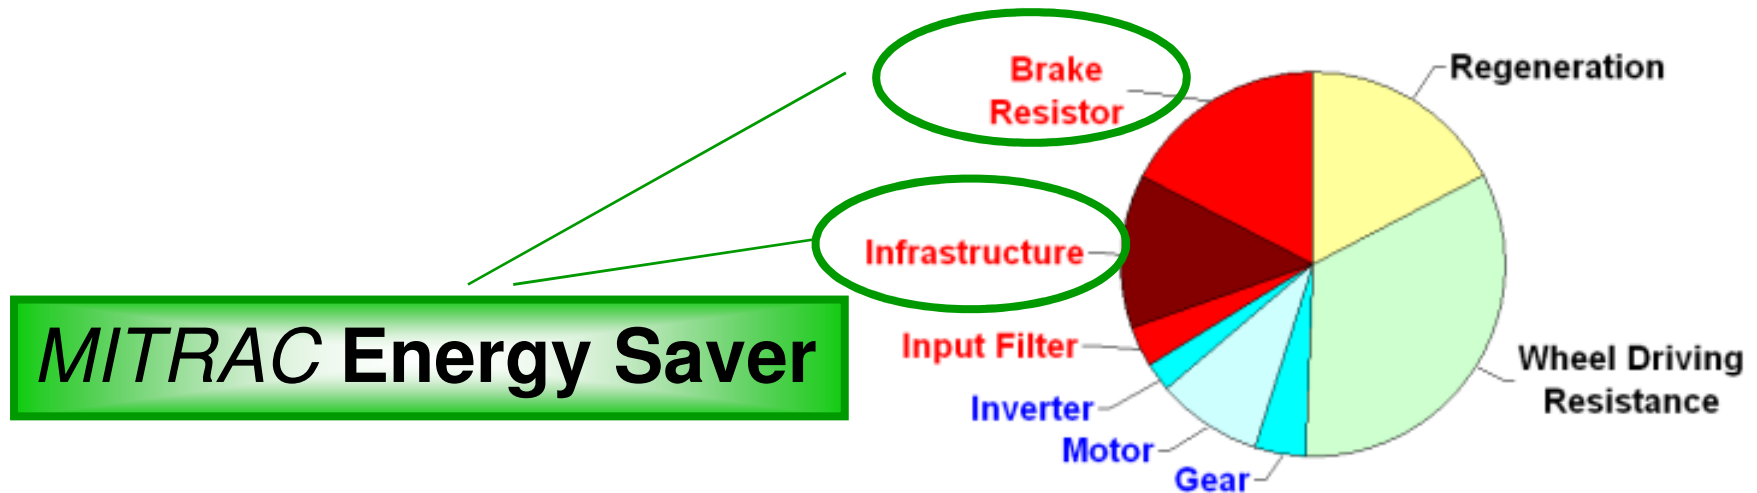 Brake
Resistor
Regeneration
Infrastructure
MITRAC Energy Saver
Input Filter
Wheel Driving
Resistance
Inverter
Motor
Gear